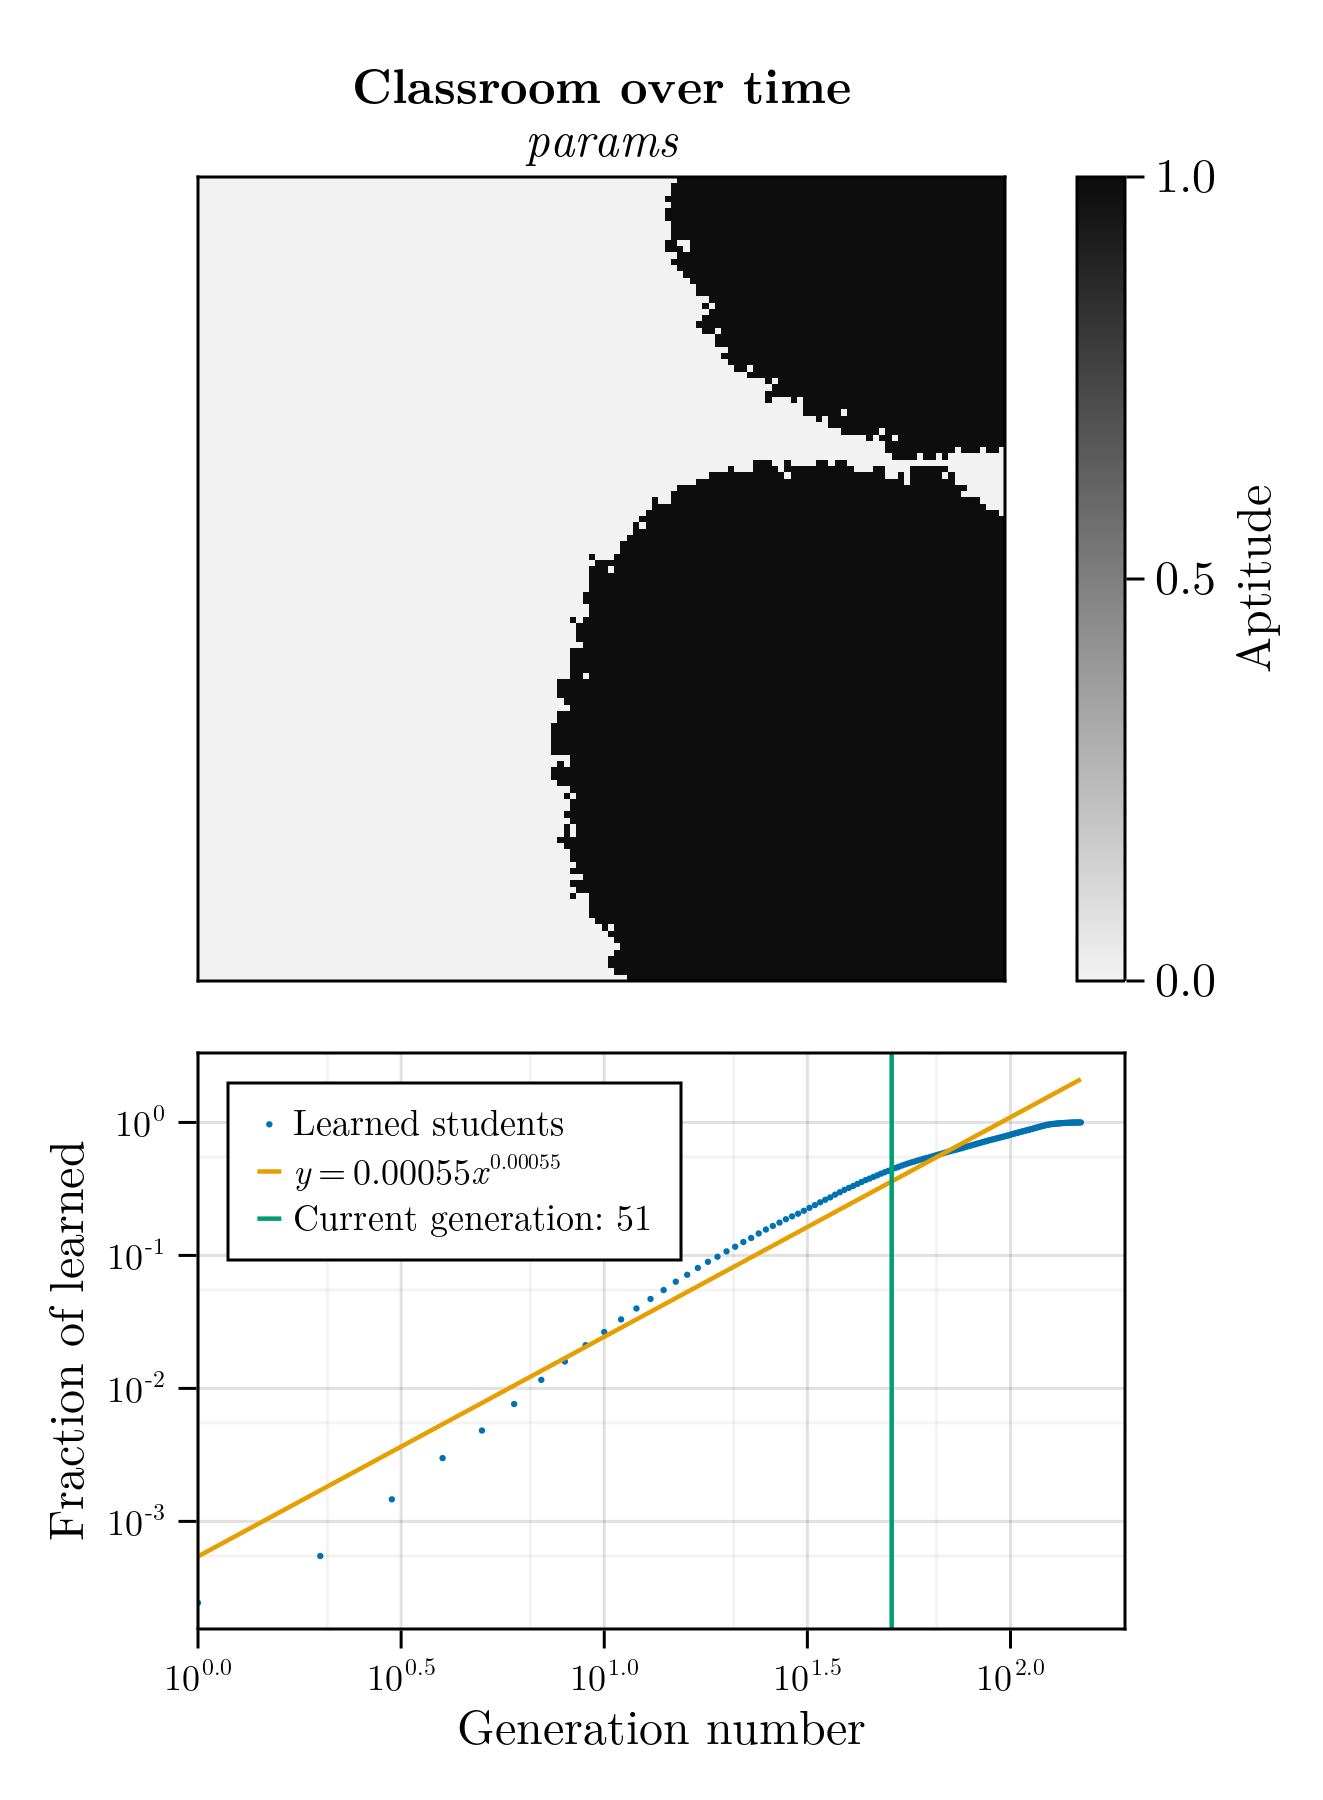 Classroom over time
params
1.0
0.5
0.0
Aptitude
Learned students
y = 0.00055x^0.00055
Current generation: 51
10^0
10^-1
10^-2
10^-3
Fraction of learned
10^0.0 10^0.5 10^1.0 10^1.5 10^2.0
Generation number